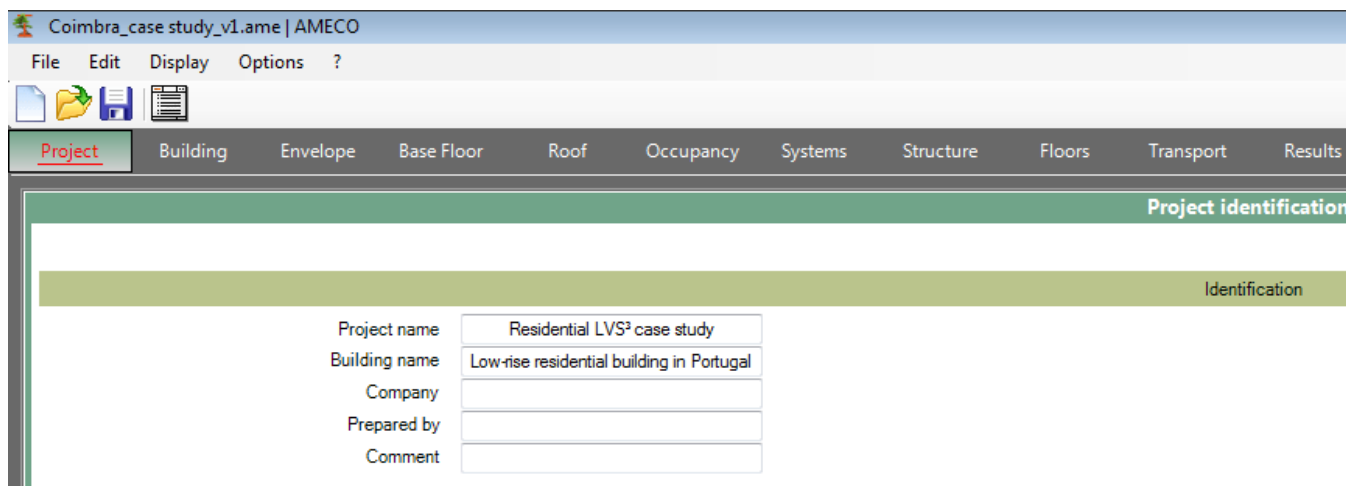 Coimbra_case study_v1.ame | AMECO
File Edit Display Options ?
Project Building Envelope Base Floor Roof Occupancy Systems Structure Floors Transport Results
Project identification
Identification
Project name Residential LVS³ case study
Building name Low-rise residential building in Portugal
Company
Prepared by
Comment